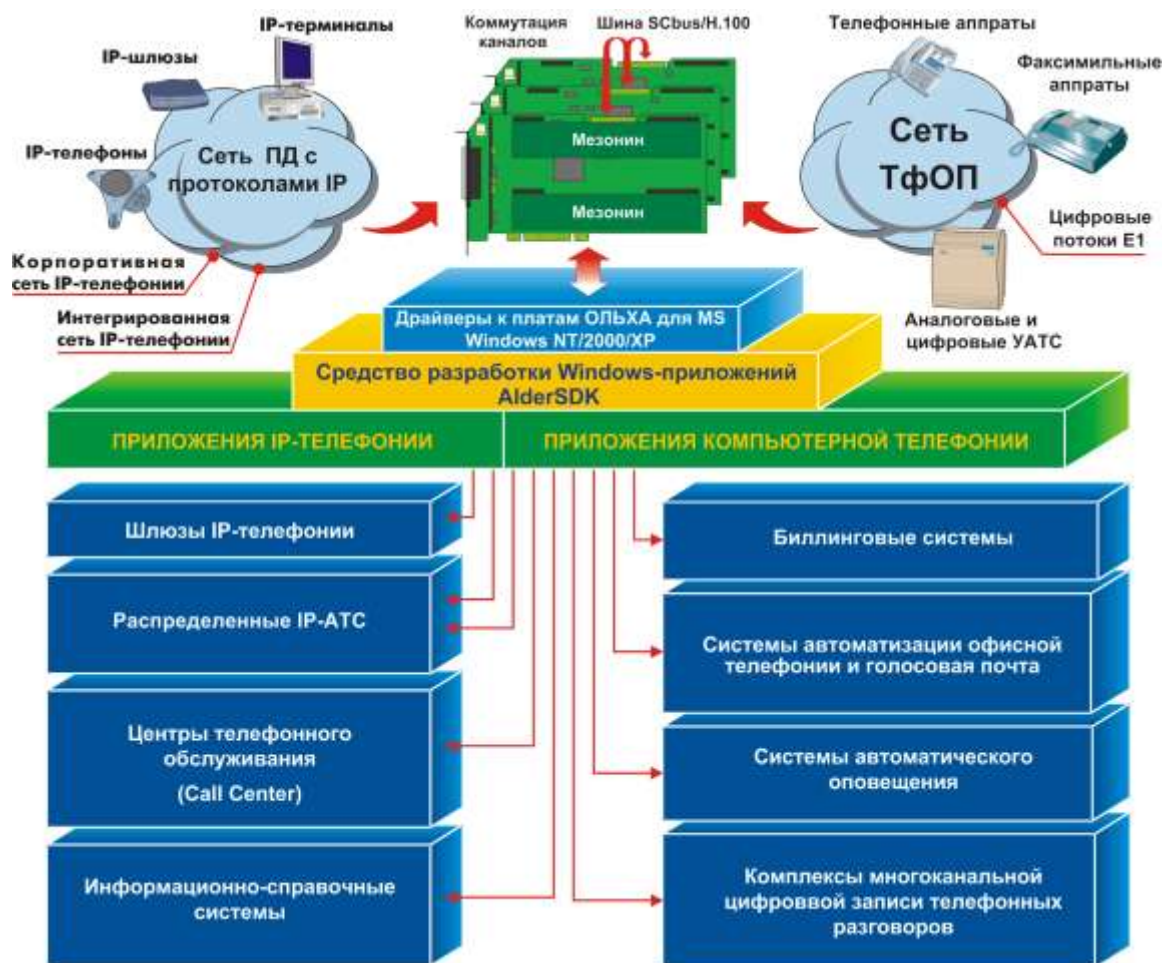 IP-терминалы
IP-шлюзы
IP-телефоны
Сеть ПД с
протоколами IP
Корпоративная
сеть IP-телефонии
Интегрированная
сеть IP-телефонии
Коммутация
каналов
Шина SCbus/H.100
Мезонин
Мезонин
Телефонные аппраты
Факсимильные
аппраты
Сеть
ТфОП
Цифровые
потоки E1
Аналоговые и
цифровые УАТС
Драйверы к платам ОЛЬХА для MS
Windows NT/2000/XP
Средство разработки Windows-приложений
AlderSDK
ПРИЛОЖЕНИЯ IP-ТЕЛЕФОНИИ
ПРИЛОЖЕНИЯ КОМПЬЮТЕРНОЙ ТЕЛЕФОНИИ
Шлюзы IP-телефонии
Распределенные IP-АТС
Центры телефонного
обслуживания
(Call Center)
Информационно-справочные
системы
Биллинговые системы
Системы автоматизации офисной
телефонии и голосовая почта
Системы автоматического
оповещения
Комплексы многоканальной
цифроввой записи телефонных
разговоров